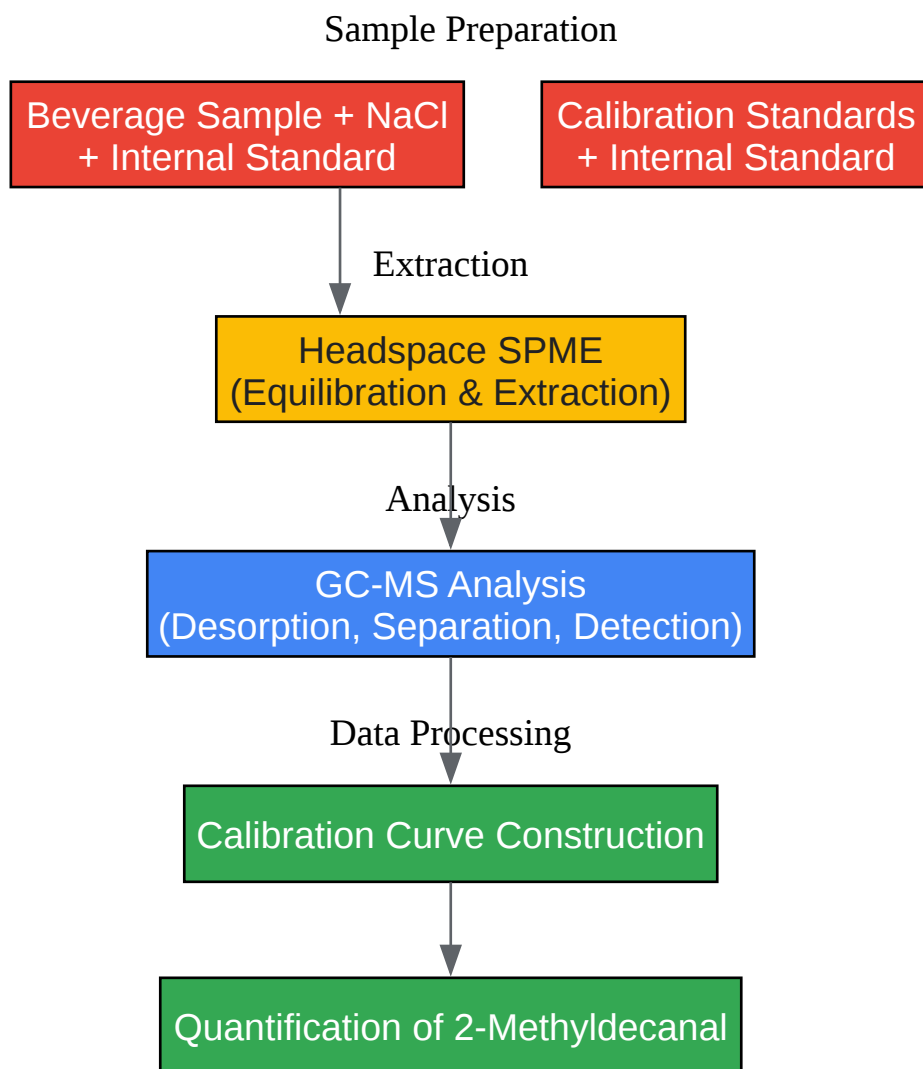 Sample Preparation
Beverage Sample + NaCl
+ Internal Standard
Calibration Standards
+ Internal Standard
Extraction
Headspace SPME
(Equilibration & Extraction)
Analysis
GC-MS Analysis
(Desorption, Separation, Detection)
Data Processing
Calibration Curve Construction
Quantification of 2-Methyldecanal